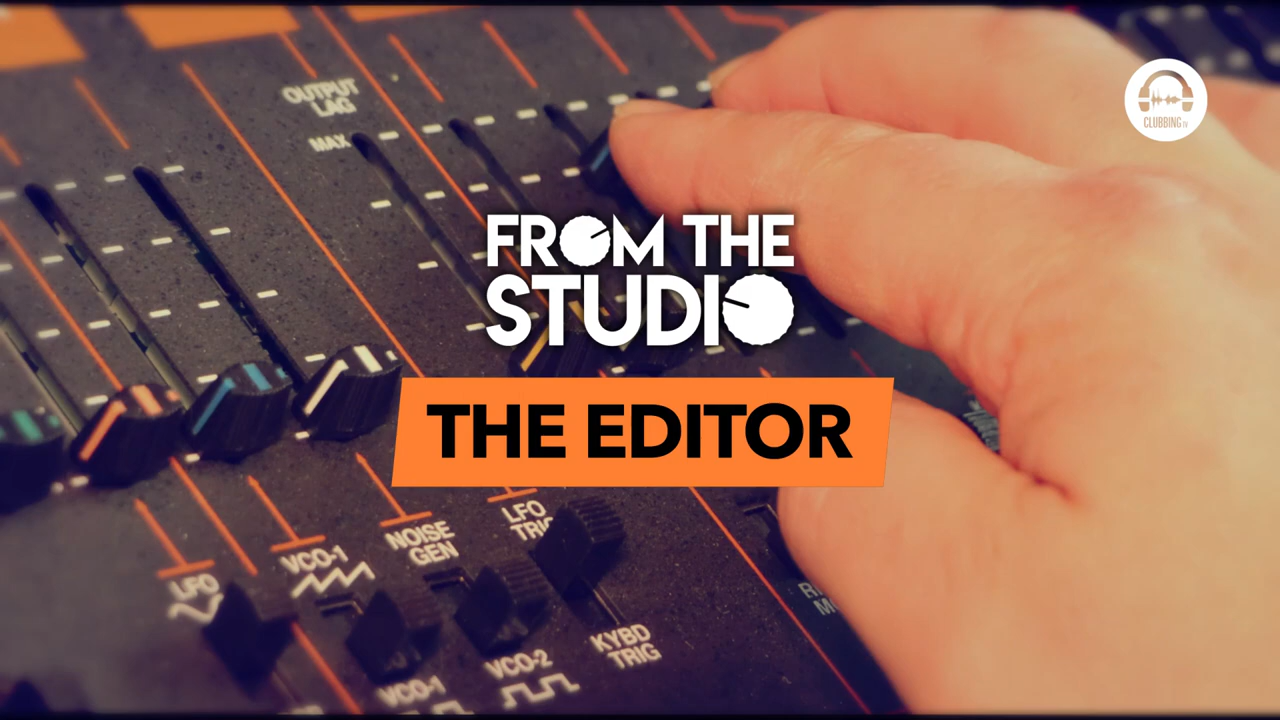 OUTPUT
LAG
MAX
CLUBBING TV
FROM THE
STUDIO
THE EDITOR
LFO
VCO-1
NOISE
GEN
LFO
TRIG
VCO-1
VCO-2
KYBD
TRIG